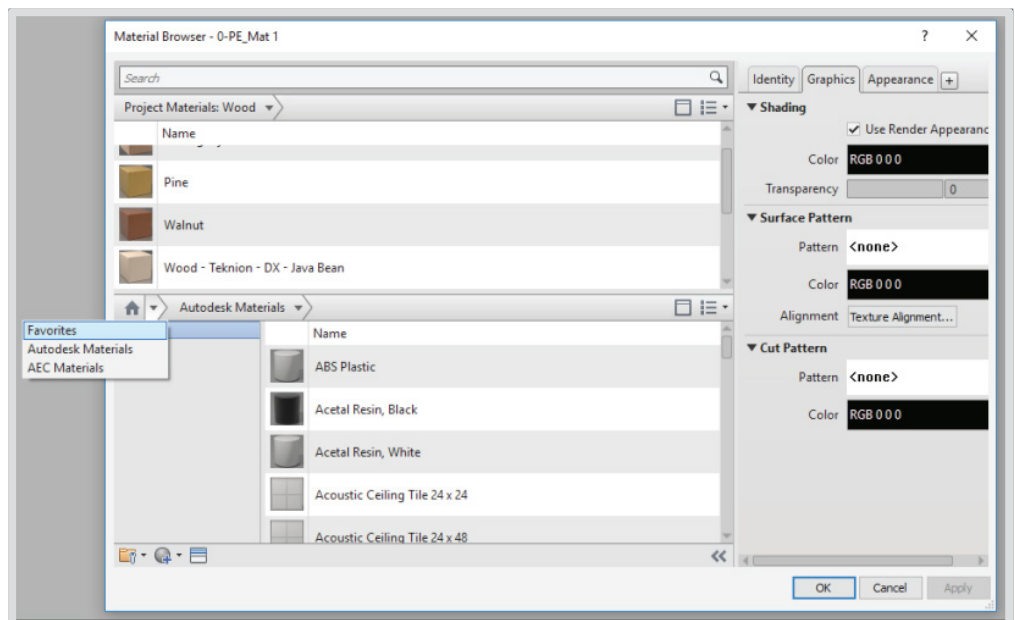 Material Browser - 0-PE_Mat 1
?
Search
Identity
Graphics
Appearance
Project Materials: Wood
Name
Pine
Walnut
Wood - Teknion - DX - Java Bean
Shading
Use Render Appearanc
Color
RGB 0 0 0
Transparency
0
Surface Pattern
Pattern
<none>
Color
RGB 0 0 0
Alignment
Texture Alignment...
Cut Pattern
Pattern
<none>
Color
RGB 0 0 0
Autodesk Materials
Favorites
Autodesk Materials
AEC Materials
Name
ABS Plastic
Acetal Resin, Black
Acetal Resin, White
Acoustic Ceiling Tile 24 x 24
Acoustic Ceiling Tile 24 x 48
OK
Cancel
Apply